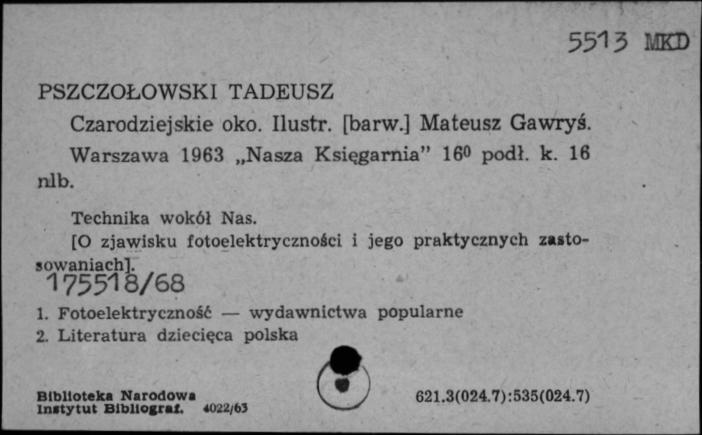 5513 MKD
PSZCZOŁOWSKI TADEUSZ
Czarodziejskie oko. Ilustr. [barw.] Mateusz Gawryś.
Warszawa 1963 „Nasza Księgarnia” 16⁰ podł. k. 16
nlb.
Technika wokół Nas.
[O zjawisku fotoelektryczności i jego praktycznych zasto-
sowaniach].
175518/68
1. Fotoelektryczność — wydawnictwa popularne
2. Literatura dziecięca polska
Biblioteka Narodowa
Instytut Bibliograf. 4022/63
621.3(024.7):535(024.7)